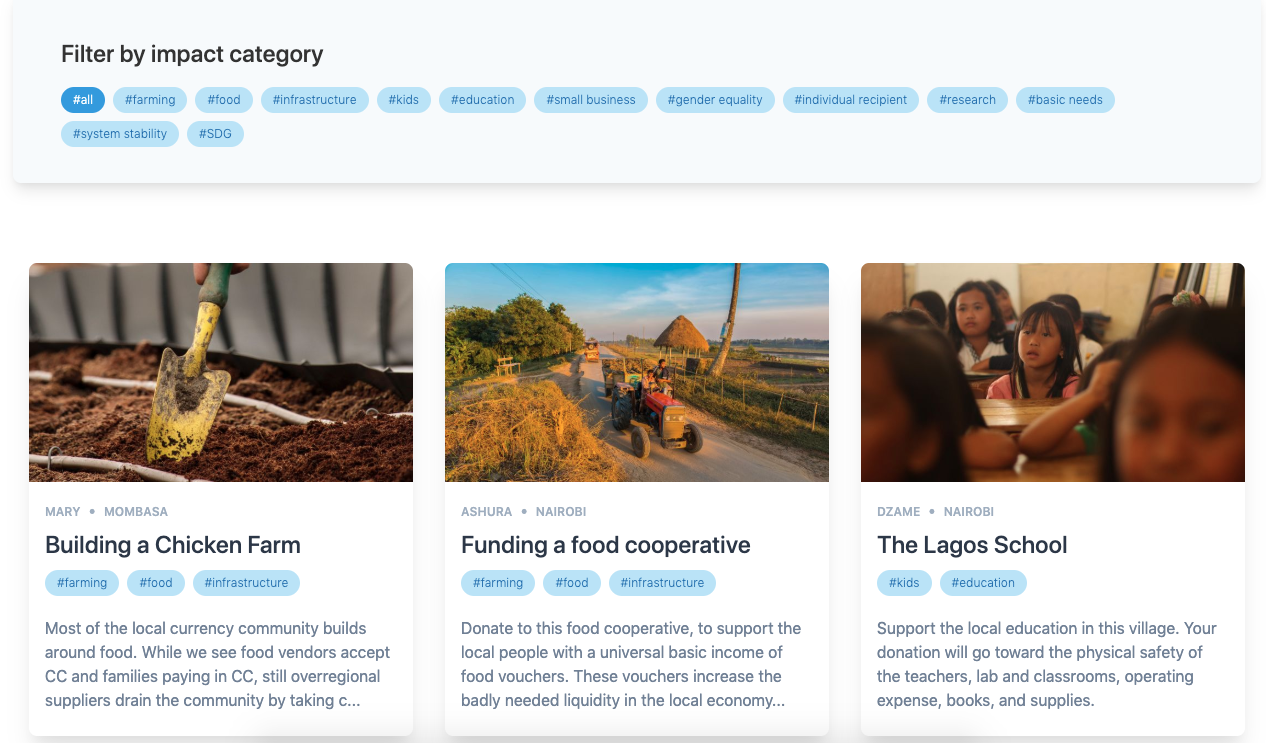 Filter by impact category
#all #farming #food #infrastructure #kids #education #small business #gender equality #individual recipient #research #basic needs
#system stability #SDG
MARY • MOMBASA
Building a Chicken Farm
#farming #food #infrastructure
Most of the local currency community builds
around food. While we see food vendors accept
CC and families paying in CC, still overregional
suppliers drain the community by taking c...
ASHURA • NAIROBI
Funding a food cooperative
#farming #food #infrastructure
Donate to this food cooperative, to support the
local people with a universal basic income of
food vouchers. These vouchers increase the
badly needed liquidity in the local economy...
DZAME • NAIROBI
The Lagos School
#kids #education
Support the local education in this village. Your
donation will go toward the physical safety of
the teachers, lab and classrooms, operating
expense, books, and supplies.